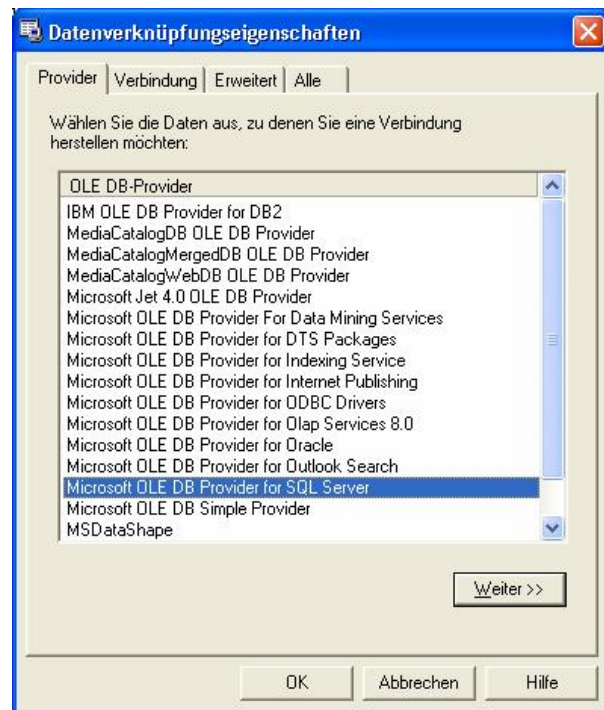 Datenverknüpfungseigenschaften
Provider Verbindung Erweitert Alle
Wählen Sie die Daten aus, zu denen Sie eine Verbindung
herstellen möchten:
OLE DB-Provider
IBM OLE DB Provider for DB2
MediaCatalogDB OLE DB Provider
MediaCatalogMergedDB OLE DB Provider
MediaCatalogWebDB OLE DB Provider
Microsoft Jet 4.0 OLE DB Provider
Microsoft OLE DB Provider For Data Mining Services
Microsoft OLE DB Provider for DTS Packages
Microsoft OLE DB Provider for Indexing Service
Microsoft OLE DB Provider for Internet Publishing
Microsoft OLE DB Provider for ODBC Drivers
Microsoft OLE DB Provider for Olap Services 8.0
Microsoft OLE DB Provider for Oracle
Microsoft OLE DB Provider for Outlook Search
Microsoft OLE DB Provider for SQL Server
Microsoft OLE DB Simple Provider
MSDataShape
Weiter >>
OK Abbrechen Hilfe